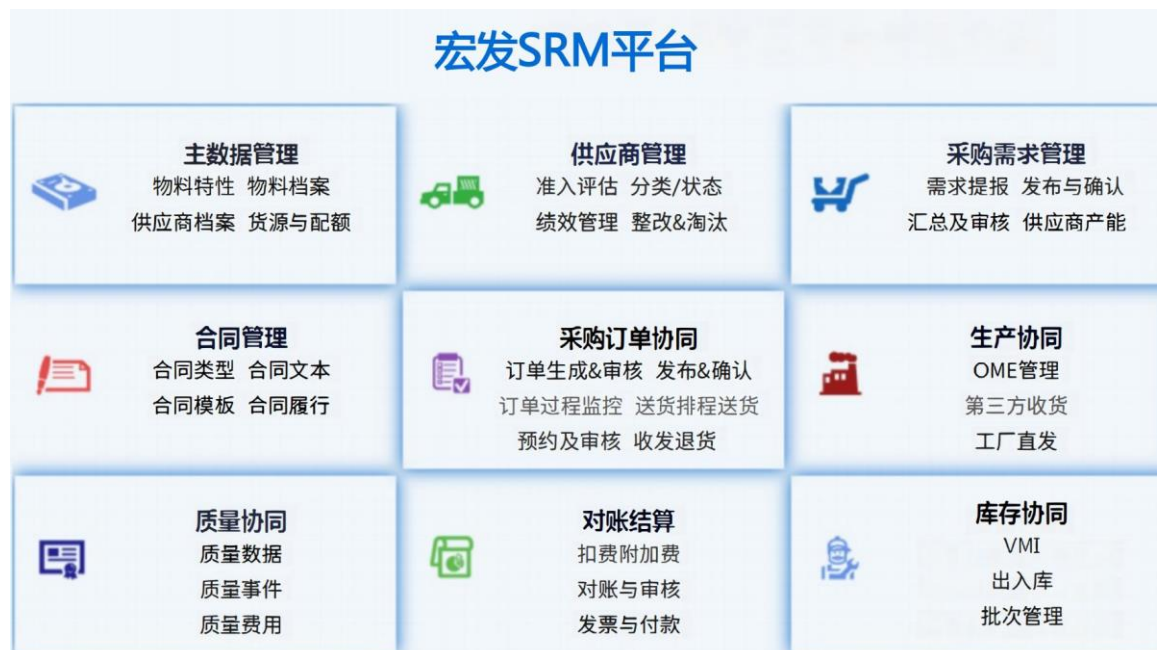 宏发SRM平台
主数据管理
物料特性 物料档案
供应商档案 货源与配额
供应商管理
准入评估 分类/状态
绩效管理 整改&淘汰
采购需求管理
需求提报 发布与确认
汇总及审核 供应商产能
合同管理
合同类型 合同文本
合同模板 合同履行
采购订单协同
订单生成&审核 发布&确认
订单过程监控 送货排程送货
预约及审核 收发退货
生产协同
OME管理
第三方收货
工厂直发
质量协同
质量数据
质量事件
质量费用
对账结算
扣费附加费
对账与审核
发票与付款
库存协同
VMI
出入库
批次管理